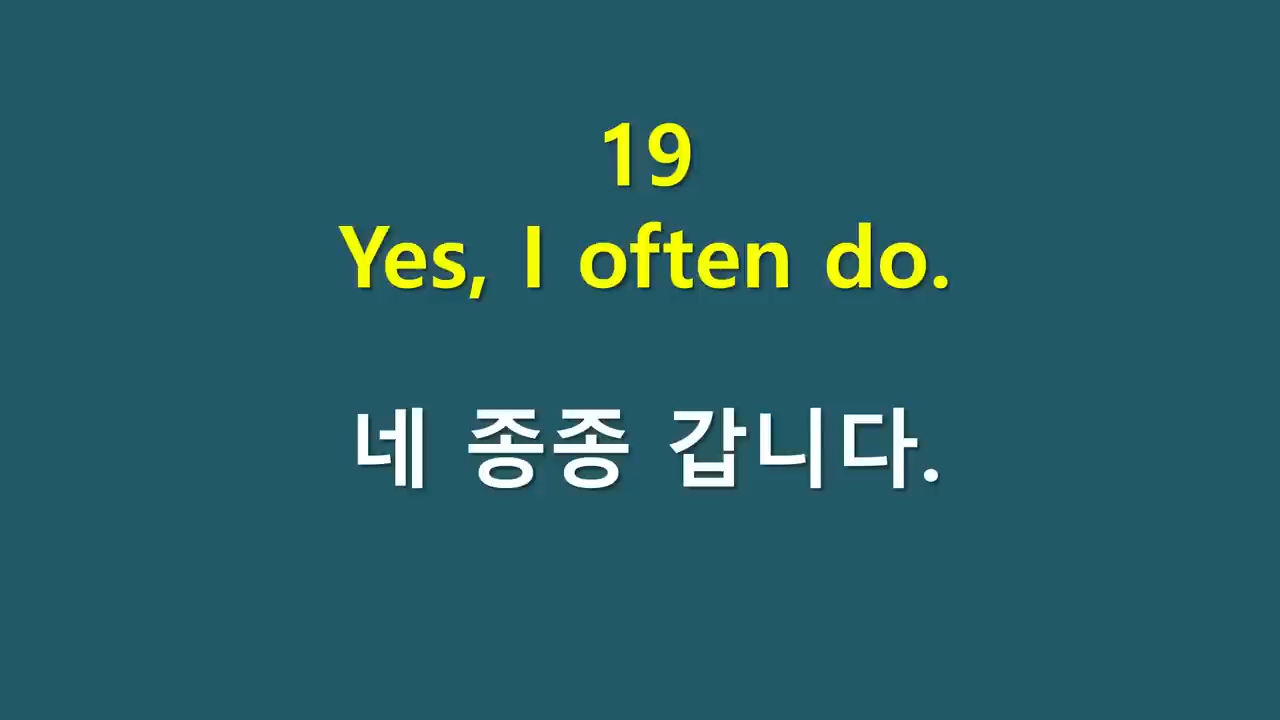 19
Yes, I often do.
네 종종 갑니다.